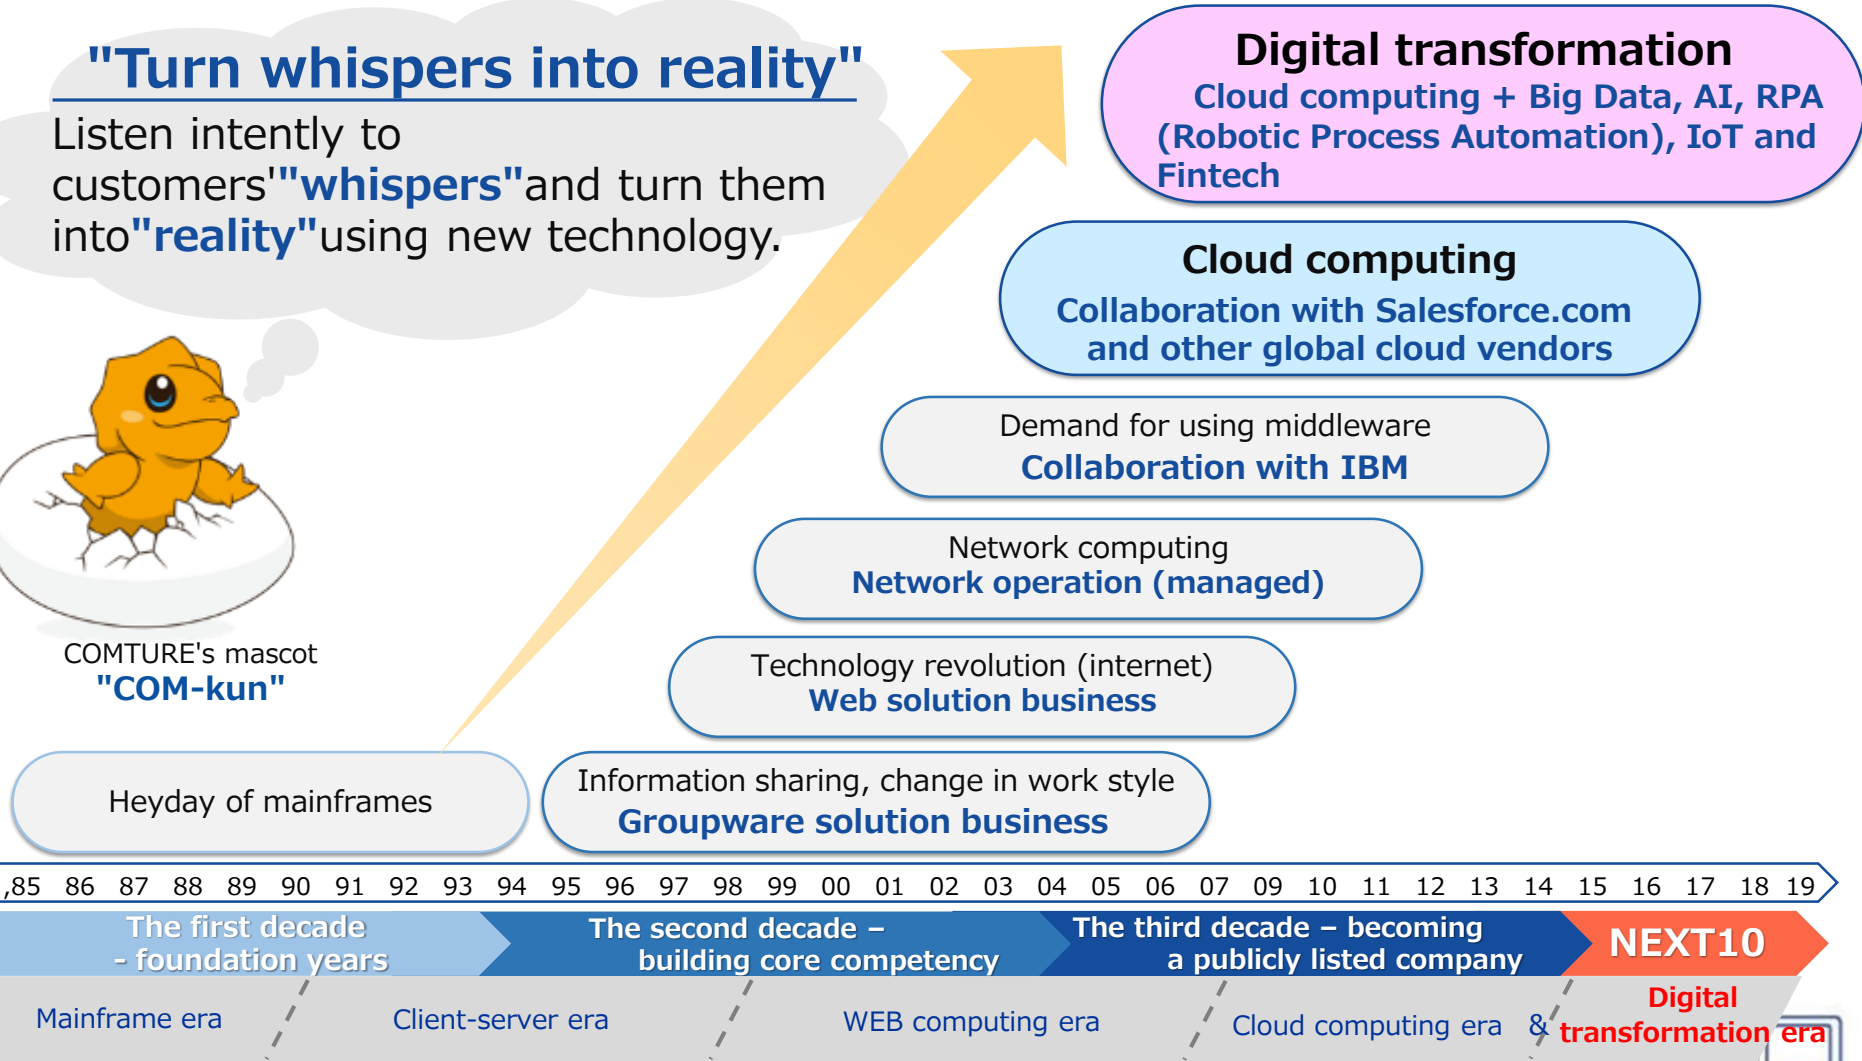 "Turn whispers into reality"
Listen intently to
customers'"whispers"and turn them
into"reality"using new technology.
COMTURE's mascot
"COM-kun"
Digital transformation
Cloud computing + Big Data, AI, RPA
(Robotic Process Automation), IoT and
Fintech
Cloud computing
Collaboration with Salesforce.com
and other global cloud vendors
Demand for using middleware
Collaboration with IBM
Network computing
Network operation (managed)
Technology revolution (internet)
Web solution business
Heyday of mainframes
Information sharing, change in work style
Groupware solution business
,85 86 87 88 89 90 91 92 93 94 95 96 97 98 99 00 01 02 03 04 05 06 07 09 10 11 12 13 14 15 16 17 18 19
The first decade
- foundation years
The second decade –
building core competency
The third decade – becoming
a publicly listed company
NEXT10
Mainframe era
Client-server era
WEB computing era
Cloud computing era &
Digital
transformation era